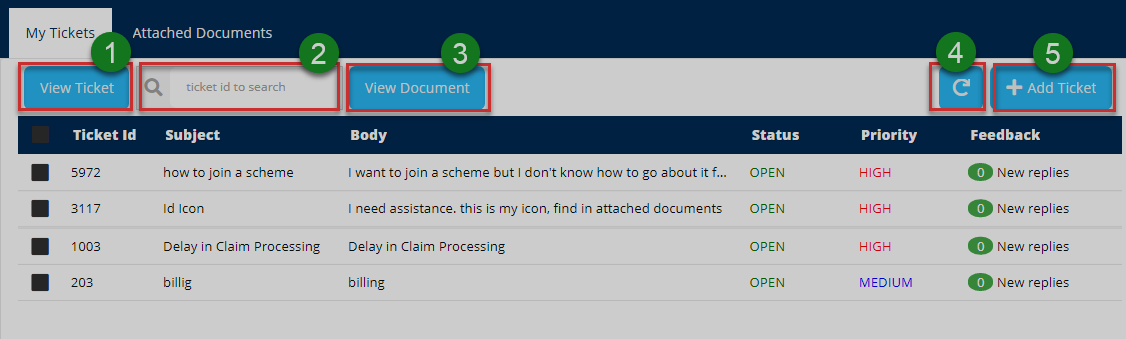 My Tickets Attached Documents
1 2 3 4 5
View Ticket ticket id to search View Document Add Ticket
Ticket Id Subject Body Status Priority Feedback
5972 how to join a scheme I want to join a scheme but I don't know how to go about it f... OPEN HIGH 0 New replies
3117 Id Icon I need assistance. this is my icon, find in attached documents OPEN HIGH 0 New replies
1003 Delay in Claim Processing Delay in Claim Processing OPEN HIGH 0 New replies
203 billig billing OPEN MEDIUM 0 New replies